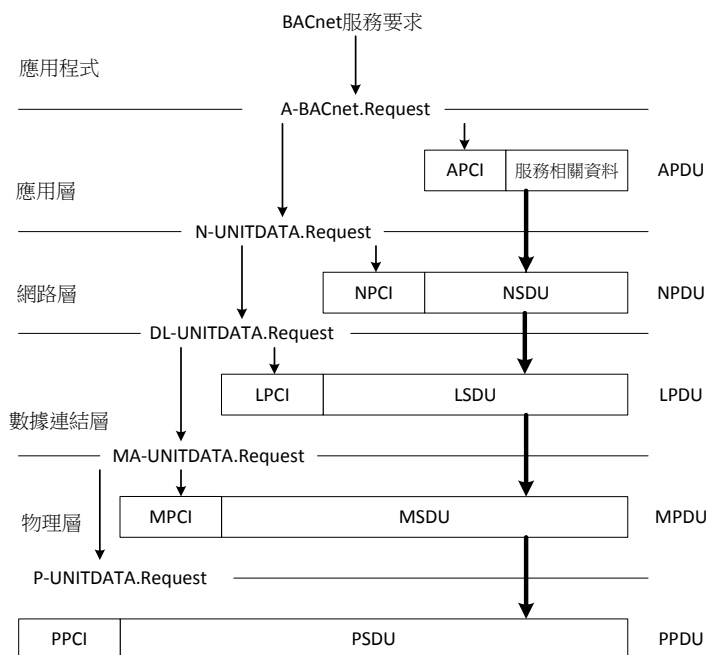 BACnet服務要求
應用程式
A-BACnet.Request
APCI 服務相關資料 APDU
應用層
N-UNITDATA.Request
NPCI NSDU NPDU
網路層
DL-UNITDATA.Request
LPCI LSDU LPDU
數據連結層
MA-UNITDATA.Request
MPCI MSDU MPDU
物理層
P-UNITDATA.Request
PPCI PSDU PPDU